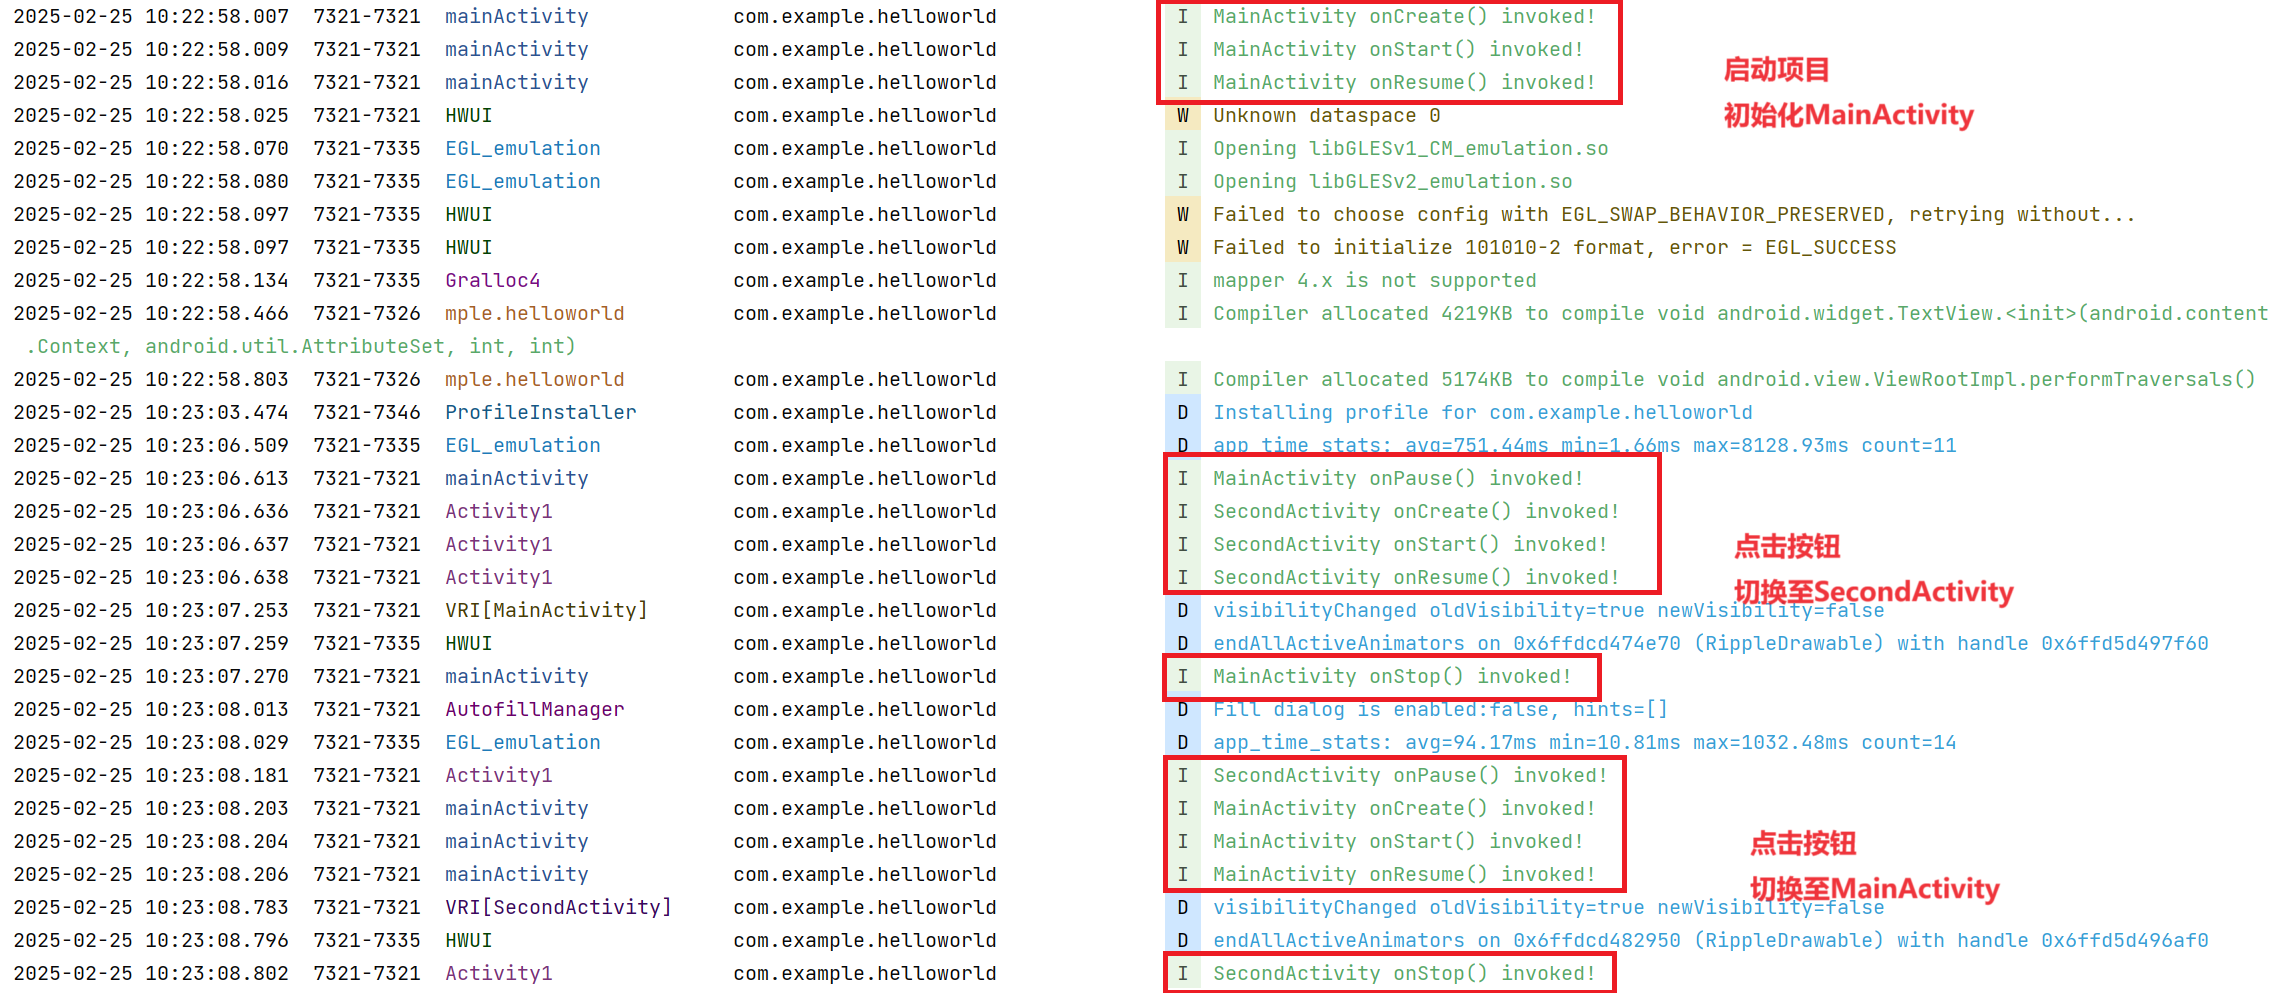 2025-02-25 10:22:58.007 7321-7321 mainActivity com.example.helloworld I MainActivity onCreate() invoked!
2025-02-25 10:22:58.009 7321-7321 mainActivity com.example.helloworld I MainActivity onStart() invoked!
2025-02-25 10:22:58.016 7321-7321 mainActivity com.example.helloworld I MainActivity onResume() invoked!
启动项目
初始化MainActivity
2025-02-25 10:22:58.025 7321-7321 HWUI com.example.helloworld W Unknown dataspace 0
2025-02-25 10:22:58.070 7321-7335 EGL_emulation com.example.helloworld I Opening libGLESv1_CM_emulation.so
2025-02-25 10:22:58.080 7321-7335 EGL_emulation com.example.helloworld I Opening libGLESv2_emulation.so
2025-02-25 10:22:58.097 7321-7335 HWUI com.example.helloworld W Failed to choose config with EGL_SWAP_BEHAVIOR_PRESERVED, retrying without...
2025-02-25 10:22:58.097 7321-7335 HWUI com.example.helloworld W Failed to initialize 101010-2 format, error = EGL_SUCCESS
2025-02-25 10:22:58.134 7321-7335 Gralloc4 com.example.helloworld I mapper 4.x is not supported
2025-02-25 10:22:58.466 7321-7326 mple.helloworld com.example.helloworld I Compiler allocated 4219KB to compile void android.widget.TextView.<init>(android.content
.Context, android.util.AttributeSet, int, int)
2025-02-25 10:22:58.803 7321-7326 mple.helloworld com.example.helloworld I Compiler allocated 5174KB to compile void android.view.ViewRootImpl.performTraversals()
2025-02-25 10:23:03.474 7321-7346 ProfileInstaller com.example.helloworld D Installing profile for com.example.helloworld
2025-02-25 10:23:06.509 7321-7335 EGL_emulation com.example.helloworld D app_time_stats: avg=751.44ms min=1.66ms max=8128.93ms count=11
2025-02-25 10:23:06.613 7321-7321 mainActivity com.example.helloworld I MainActivity onPause() invoked!
2025-02-25 10:23:06.636 7321-7321 Activity1 com.example.helloworld I SecondActivity onCreate() invoked!
2025-02-25 10:23:06.637 7321-7321 Activity1 com.example.helloworld I SecondActivity onStart() invoked!
2025-02-25 10:23:06.638 7321-7321 Activity1 com.example.helloworld I SecondActivity onResume() invoked!
点击按钮
切换至SecondActivity
2025-02-25 10:23:07.253 7321-7321 VRI[MainActivity] com.example.helloworld D visibilityChanged oldVisibility=true newVisibility=false
2025-02-25 10:23:07.259 7321-7335 HWUI com.example.helloworld D endAllActiveAnimators on 0x6ffdcd474e70 (RippleDrawable) with handle 0x6ffd5d497f60
2025-02-25 10:23:07.270 7321-7321 mainActivity com.example.helloworld I MainActivity onStop() invoked!
2025-02-25 10:23:08.013 7321-7321 AutofillManager com.example.helloworld D Fill dialog is enabled:false, hints=[]
2025-02-25 10:23:08.029 7321-7335 EGL_emulation com.example.helloworld D app_time_stats: avg=94.17ms min=10.81ms max=1032.48ms count=14
2025-02-25 10:23:08.181 7321-7321 Activity1 com.example.helloworld I SecondActivity onPause() invoked!
2025-02-25 10:23:08.203 7321-7321 mainActivity com.example.helloworld I MainActivity onCreate() invoked!
2025-02-25 10:23:08.204 7321-7321 mainActivity com.example.helloworld I MainActivity onStart() invoked!
2025-02-25 10:23:08.206 7321-7321 mainActivity com.example.helloworld I MainActivity onResume() invoked!
点击按钮
切换至MainActivity
2025-02-25 10:23:08.783 7321-7321 VRI[SecondActivity] com.example.helloworld D visibilityChanged oldVisibility=true newVisibility=false
2025-02-25 10:23:08.796 7321-7335 HWUI com.example.helloworld D endAllActiveAnimators on 0x6ffdcd482950 (RippleDrawable) with handle 0x6ffd5d496af0
2025-02-25 10:23:08.802 7321-7321 Activity1 com.example.helloworld I SecondActivity onStop() invoked!